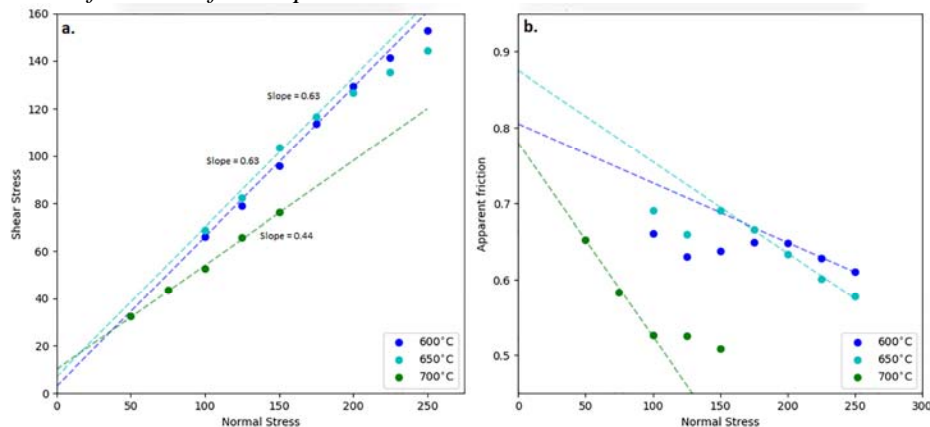 a.
160
140
120
100
80
60
40
20
0
Shear Stress
Slope = 0.63
Slope = 0.63
Slope = 0.44
600°C
650°C
700°C
0 50 100 150 200 250
Normal Stress
b.
0.9
0.8
0.7
0.6
0.5
Apparent friction
600°C
650°C
700°C
0 50 100 150 200 250 300
Normal Stress